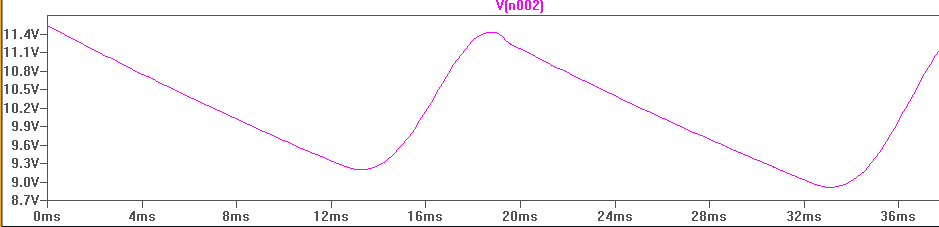 V(n002)
11.4V
11.1V
10.8V
10.5V
10.2V
9.9V
9.6V
9.3V
9.0V
8.7V
0ms 4ms 8ms 12ms 16ms 20ms 24ms 28ms 32ms 36ms